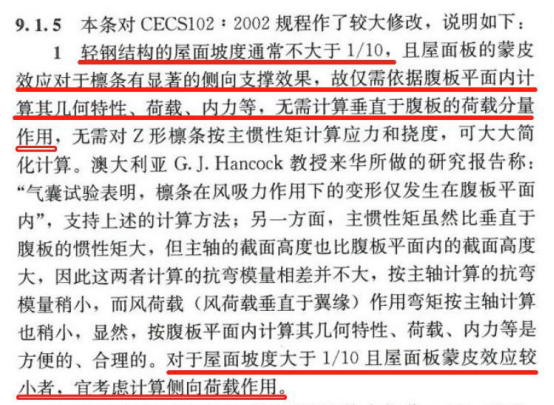 9.1.5 本条对 CECS102：2002 规程作了较大修改，说明如下：
1 轻钢结构的屋面坡度通常不大于 1/10，且屋面板的蒙皮
效应对于檩条有显著的侧向支撑效果，故仅需依据腹板平面内计
算其几何特性、荷载、内力等，无需计算垂直于腹板的荷载分量
作用，无需对 Z 形檩条按主惯性矩计算应力和挠度，可大大简
化计算。澳大利亚 G. J. Hancock 教授来华所做的研究报告称：
“气囊试验表明，檩条在风吸力作用下的变形仅发生在腹板平面
内”，支持上述的计算方法；另一方面，主惯性矩虽然比垂直于
腹板的惯性矩大，但主轴的截面高度也比腹板平面内的截面高度
大，因此这两者计算的抗弯模量相差并不大，按主轴计算的抗弯
模量稍小，而风荷载（风荷载垂直于翼缘）作用弯矩按主轴计算
也稍小，显然，按腹板平面内计算其几何特性、荷载、内力等是
方便的、合理的。对于屋面坡度大于 1/10 且屋面板蒙皮效应较
小者，宜考虑计算侧向荷载作用。